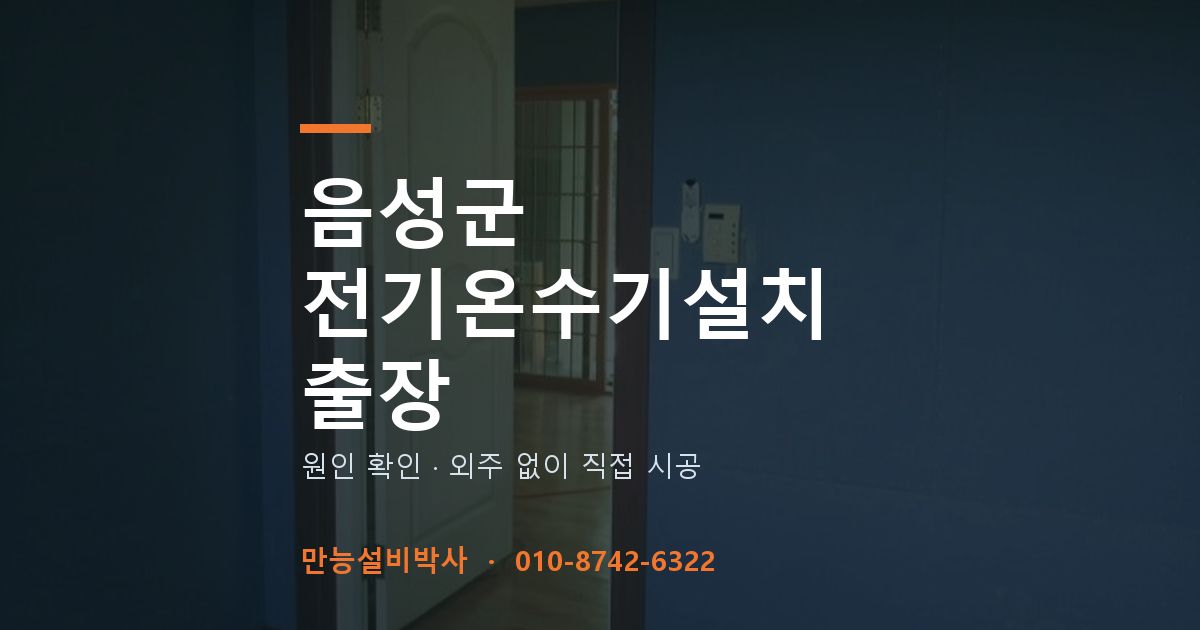 음성군
전기온수기설치
출장
원인 확인 · 외주 없이 직접 시공
만능설비박사 · 010-8742-6322